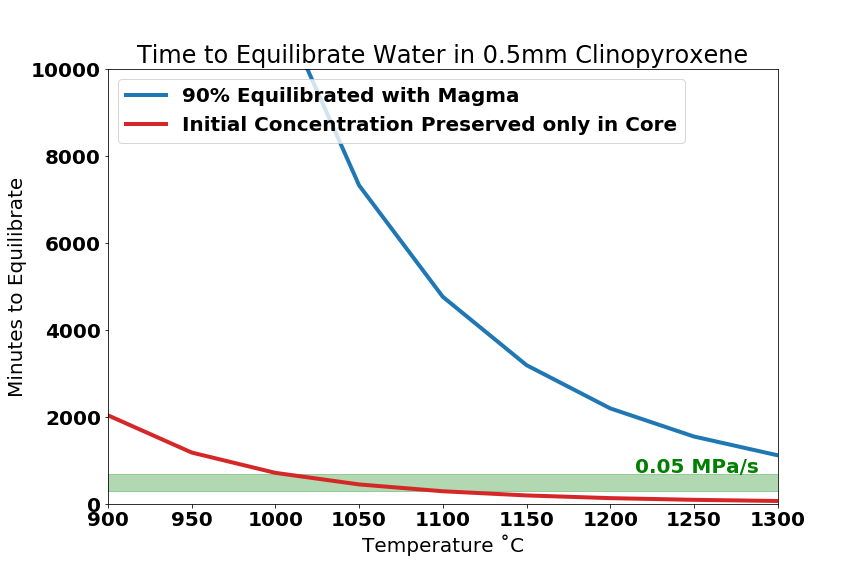 Time to Equilibrate Water in 0.5mm Clinopyroxene
10000
8000
6000
4000
2000
0
Minutes to Equilibrate
90% Equilibrated with Magma
Initial Concentration Preserved only in Core
0.05 MPa/s
900 950 1000 1050 1100 1150 1200 1250 1300
Temperature ˚C